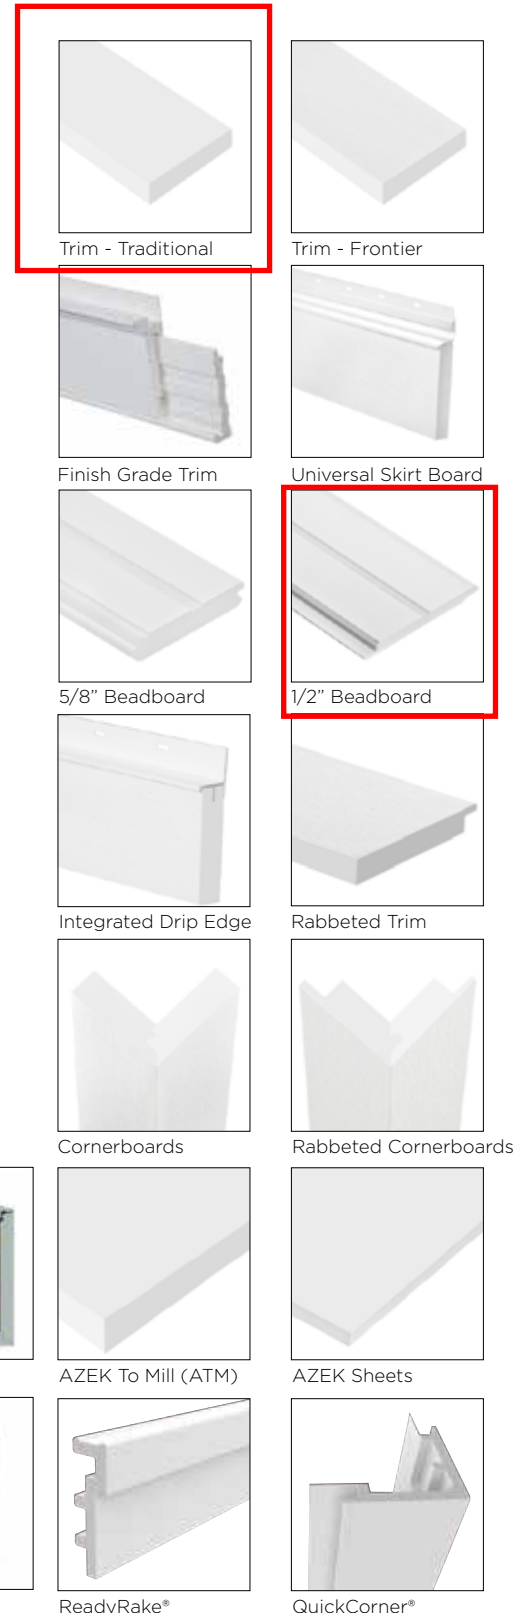 Trim - Traditional
Trim - Frontier
Finish Grade Trim
Universal Skirt Board
5/8” Beadboard
1/2” Beadboard
Integrated Drip Edge
Rabbeted Trim
Cornerboards
Rabbeted Cornerboards
AZEK To Mill (ATM)
AZEK Sheets
ReadyRake®
QuickCorner®